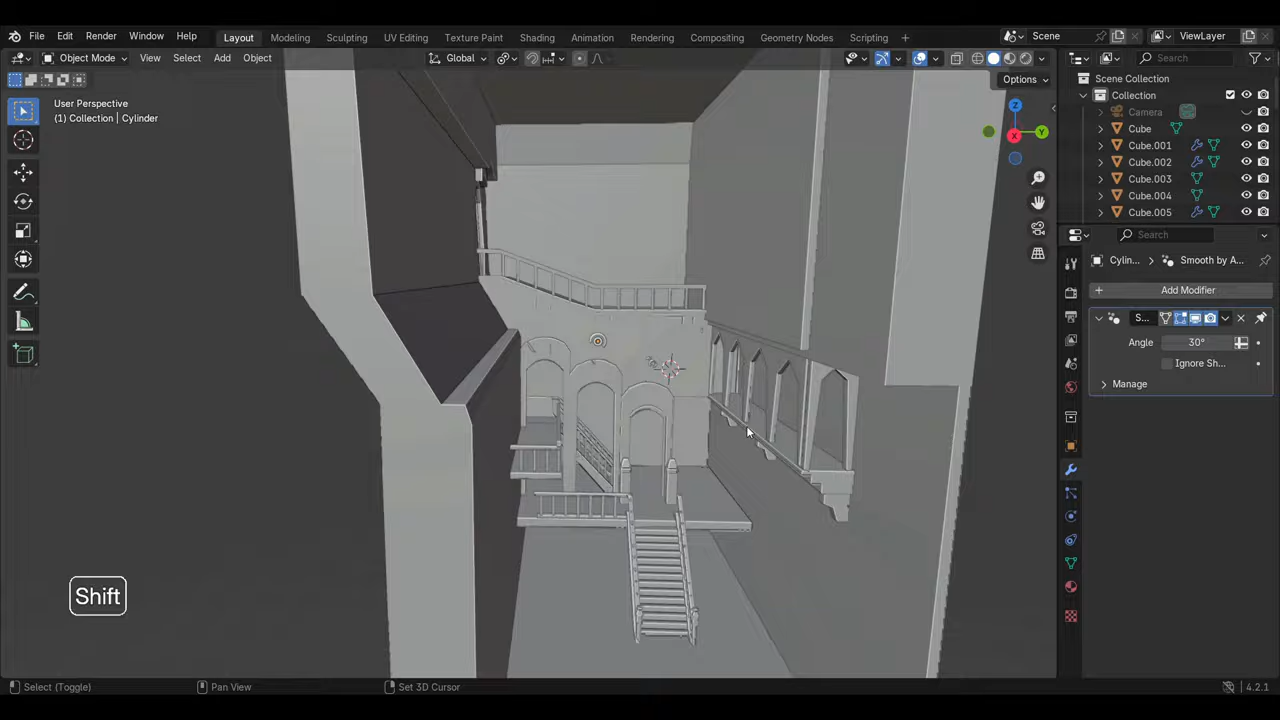 File Edit Render Window Help Layout Modeling Sculpting UV Editing Texture Paint Shading Animation Rendering Compositing Geometry Nodes Scripting + Scene ViewLayer
Object Mode View Select Add Object Global Search
Options
User Perspective
(1) Collection | Cylinder
Z
Y
X
Scene Collection
Collection
Camera
Cube
Cube.001
Cube.002
Cube.003
Cube.004
Cube.005
Search
Cylin... > Smooth by A...
+ Add Modifier
S...
Angle 30°
Ignore Sh...
Manage
Shift
Select (Toggle) Pan View Set 3D Cursor 4.2.1